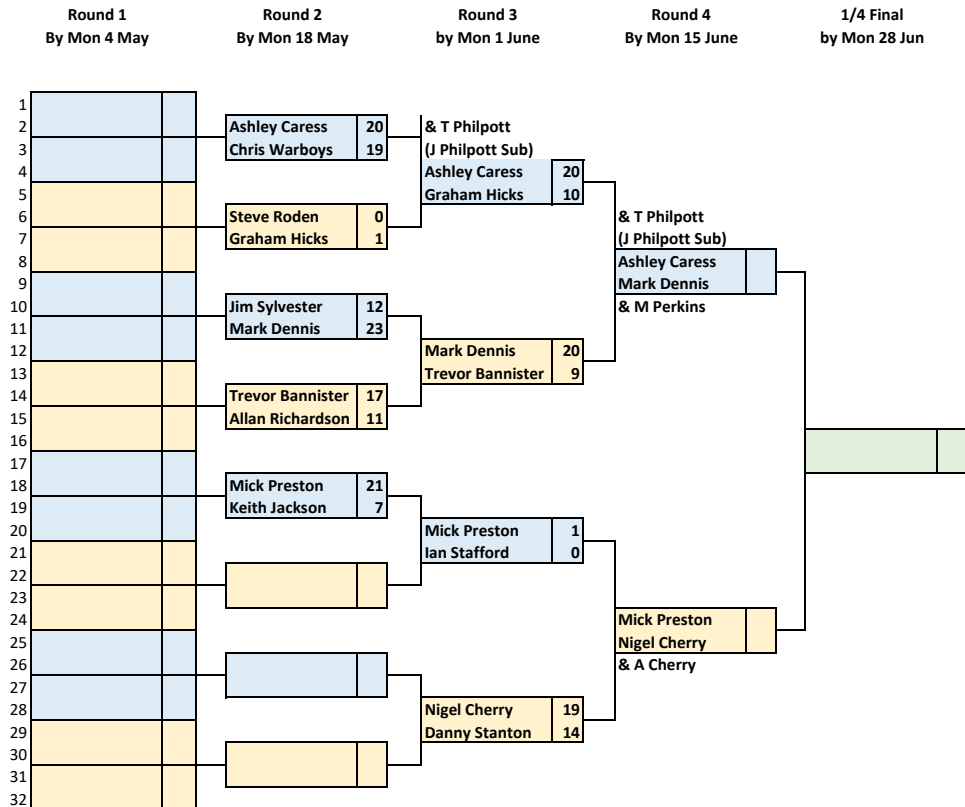 Round 1 Round 2 Round 3 Round 4 1/4 Final
By Mon 4 May By Mon 18 May by Mon 1 June By Mon 15 June by Mon 28 Jun
1
2 Ashley Caress 20 & T Philpott
3 Chris Warboys 19 (J Philpott Sub)
4 Ashley Caress 20
5 Graham Hicks 10
6 Steve Roden 0 & T Philpott
7 Graham Hicks 1 (J Philpott Sub)
8 Ashley Caress
9 Mark Dennis
10 Jim Sylvester 12 & M Perkins
11 Mark Dennis 23
12 Mark Dennis 20
13 Trevor Bannister 9
14 Trevor Bannister 17
15 Allan Richardson 11
16
17
18 Mick Preston 21
19 Keith Jackson 7
20 Mick Preston 1
21 Ian Stafford 0
22
23
24 Mick Preston
25 Nigel Cherry
26 & A Cherry
27
28 Nigel Cherry 19
29 Danny Stanton 14
30
31
32